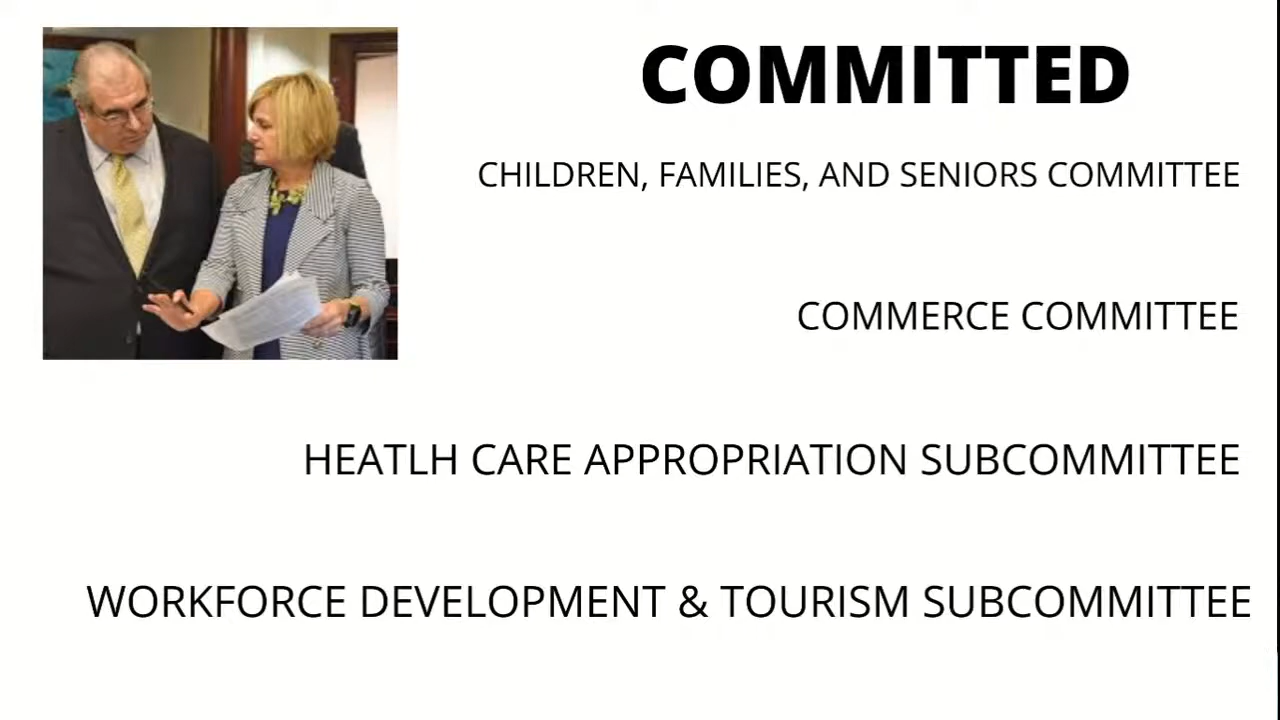 COMMITTED
CHILDREN, FAMILIES, AND SENIORS COMMITTEE
COMMERCE COMMITTEE
HEATLH CARE APPROPRIATION SUBCOMMITTEE
WORKFORCE DEVELOPMENT & TOURISM SUBCOMMITTEE